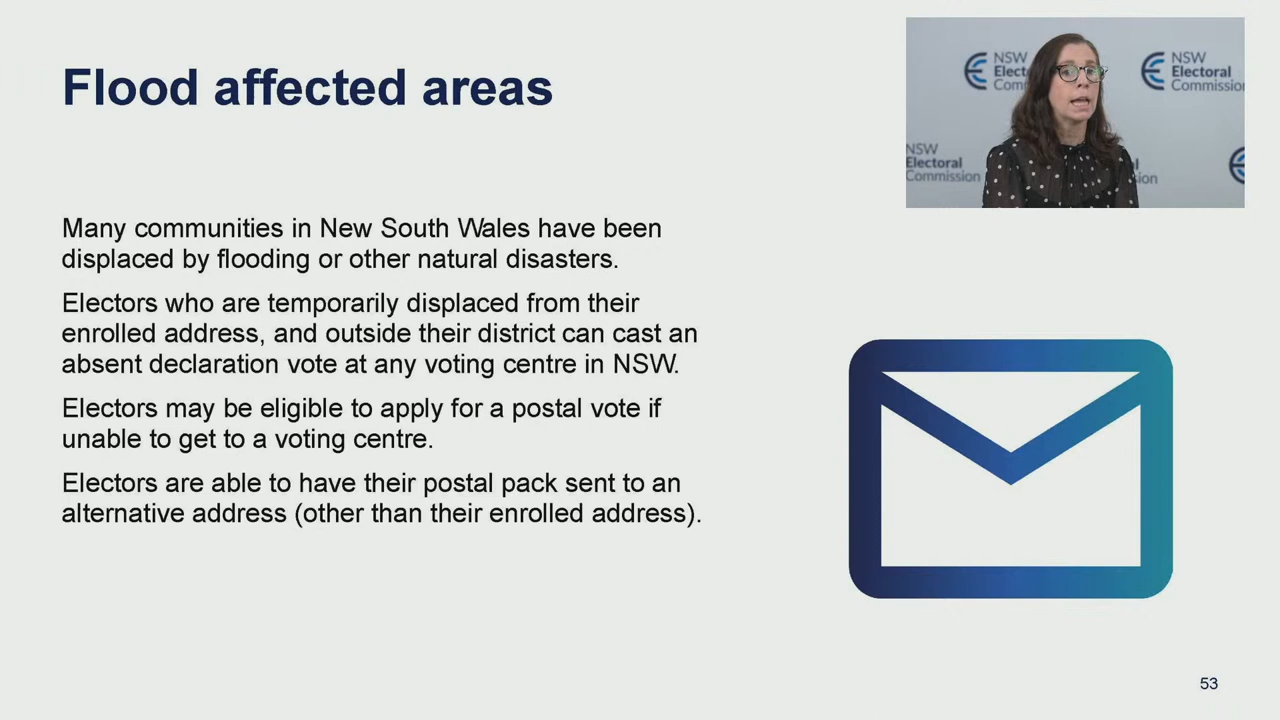 Flood affected areas
NSW
Electoral
Commission
NSW
Electoral
Commission
NSW
Electoral
Commission
Many communities in New South Wales have been
displaced by flooding or other natural disasters.
Electors who are temporarily displaced from their
enrolled address, and outside their district can cast an
absent declaration vote at any voting centre in NSW.
Electors may be eligible to apply for a postal vote if
unable to get to a voting centre.
Electors are able to have their postal pack sent to an
alternative address (other than their enrolled address).
53